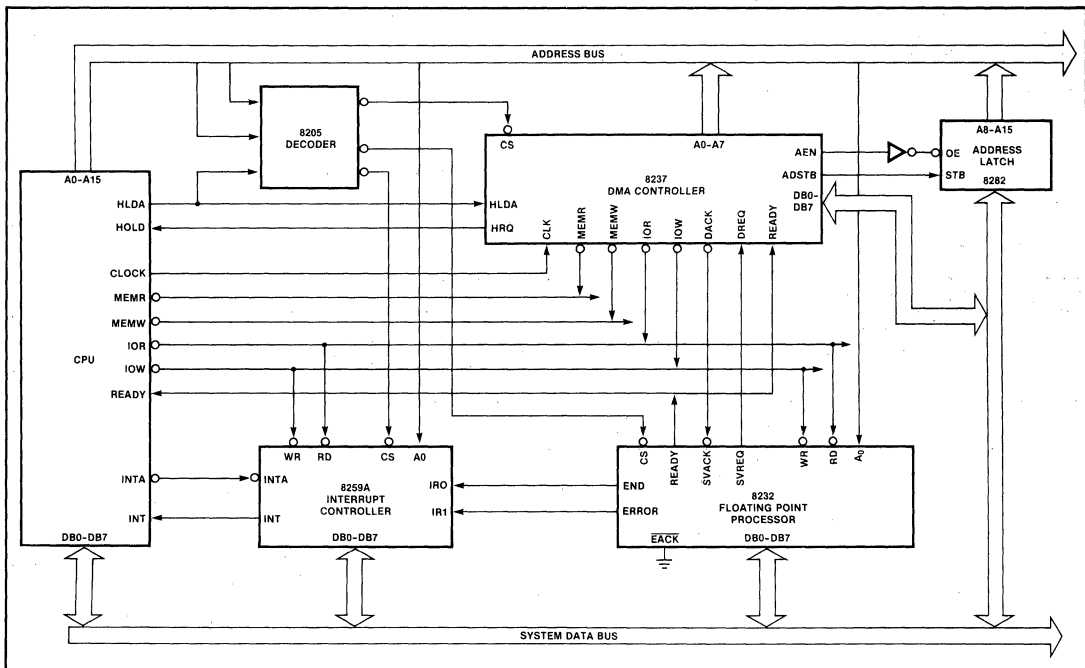 ADDRESS BUS
8205
DECODER
A8-A15
ADDRESS
LATCH
8282
OE
STB
CS
A0-A7
8237
DMA CONTROLLER
AEN
ADSTB
DB0-
DB7
HLDA
HRQ
CLK
MEMR
MEMW
IOR
IOW
DACK
DREQ
READY
A0-A15
HLDA
HOLD
CLOCK
MEMR
MEMW
IOR
IOW
READY
CPU
INTA
INT
DB0-DB7
WR
RD
CS
A0
INTA
INT
8259A
INTERRUPT
CONTROLLER
IRO
IR1
DB0-DB7
CS
READY
SVACK
SVREQ
WR
RD
A0
END
ERROR
8232
FLOATING POINT
PROCESSOR
EACK
DB0-DB7
SYSTEM DATA BUS